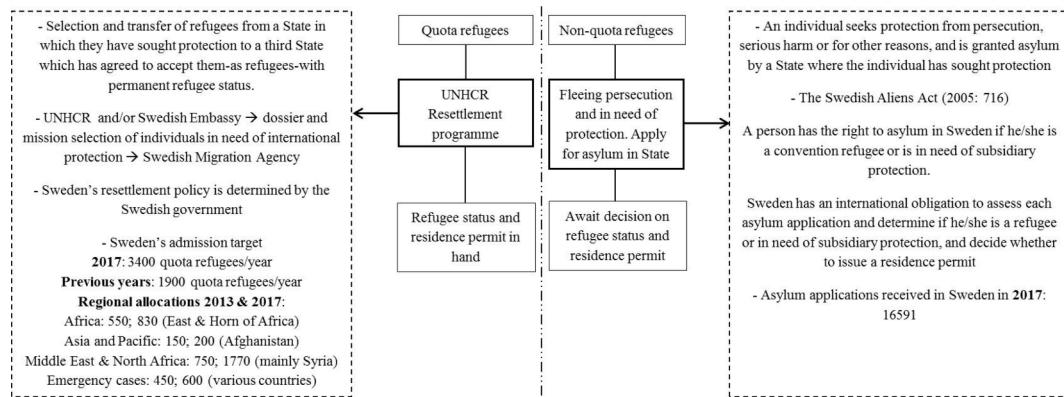 - Selection and transfer of refugees from a State in
which they have sought protection to a third State
which has agreed to accept them-as refugees-with
permanent refugee status.
- UNHCR and/or Swedish Embassy → dossier and
mission selection of individuals in need of international
protection → Swedish Migration Agency
- Sweden's resettlement policy is determined by the
Swedish government
- Sweden's admission target
2017: 3400 quota refugees/year
Previous years: 1900 quota refugees/year
Regional allocations 2013 & 2017:
Africa: 550; 830 (East & Horn of Africa)
Asia and Pacific: 150; 200 (Afghanistan)
Middle East & North Africa: 750; 1770 (mainly Syria)
Emergency cases: 450; 600 (various countries)
Quota refugees
UNHCR
Resettlement
programme
Refugee status and
residence permit in
hand
Non-quota refugees
Fleeing persecution
and in need of
protection. Apply
for asylum in State
Await decision on
refugee status and
residence permit
- An individual seeks protection from persecution,
serious harm or for other reasons, and is granted asylum
by a State where the individual has sought protection
- The Swedish Aliens Act (2005: 716)
A person has the right to asylum in Sweden if he/she is
a convention refugee or is in need of subsidiary
protection.
Sweden has an international obligation to assess each
asylum application and determine if he/she is a refugee
or in need of subsidiary protection, and decide whether
to issue a residence permit
- Asylum applications received in Sweden in 2017:
16591